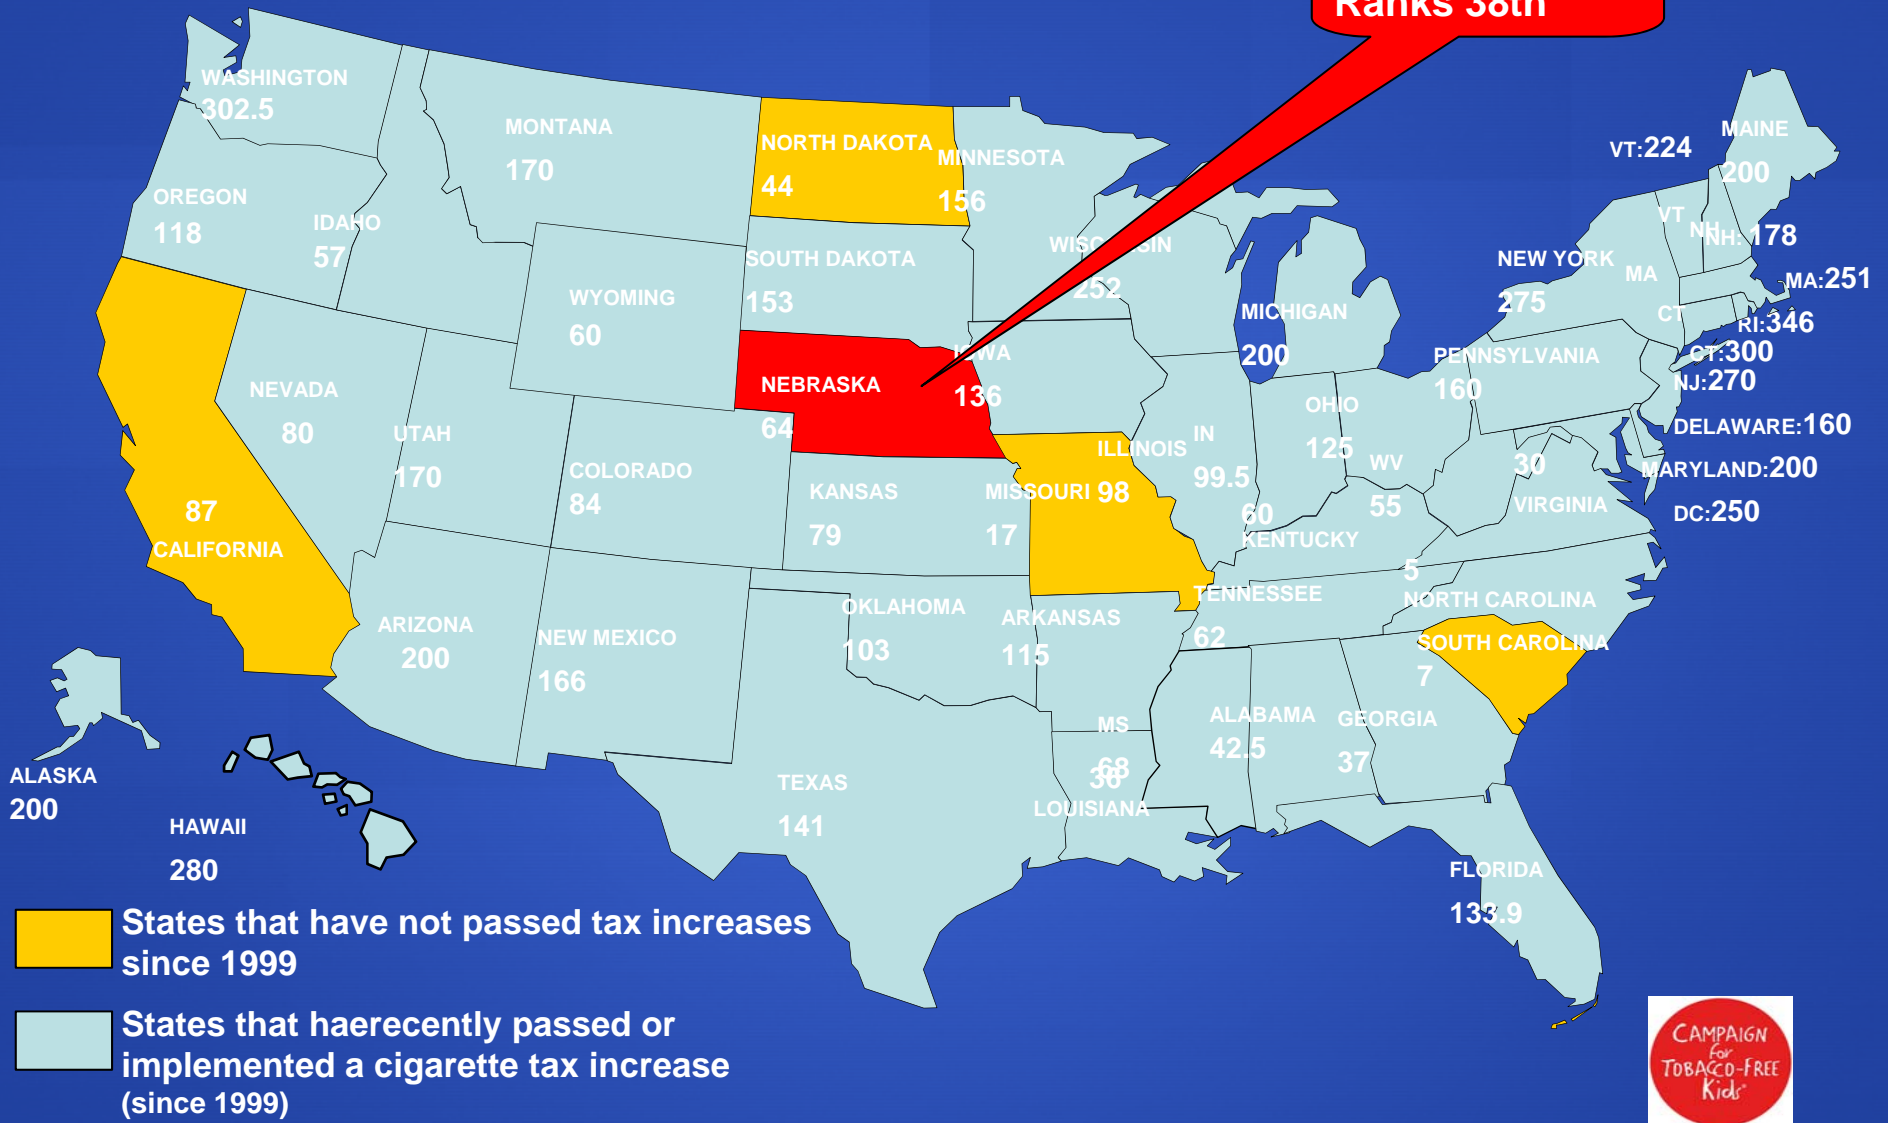 Ranks 38th
WASHINGTON
302.5
MONTANA
170
NORTH DAKOTA
44
MINNESOTA
156
VT:224
MAINE
200
OREGON
118
IDAHO
57
WYOMING
60
SOUTH DAKOTA
153
WISCONSIN
252
MICHIGAN
200
NEW YORK
275
VT
NH
NH: 178
MA
MA:251
CT
RI:346
CT:300
NJ:270
PENNSYLVANIA
160
DELAWARE:160
MARYLAND:200
DC:250
NEVADA
80
UTAH
170
COLORADO
84
NEBRASKA
64
IOWA
136
KANSAS
79
MISSOURI
17
ILLINOIS
98
IN
99.5
OHIO
125
WV
55
30
VIRGINIA
60
KENTUCKY
87
CALIFORNIA
ARIZONA
200
NEW MEXICO
166
OKLAHOMA
103
ARKANSAS
115
TENNESSEE
62
5
NORTH CAROLINA
SOUTH CAROLINA
7
MS
68
36
LOUISIANA
ALABAMA
42.5
GEORGIA
37
TEXAS
141
FLORIDA
133.9
ALASKA
200
HAWAII
280
States that have not passed tax increases
since 1999
States that haerecently passed or
implemented a cigarette tax increase
(since 1999)
CAMPAIGN
For
TOBACCO-FREE
Kids